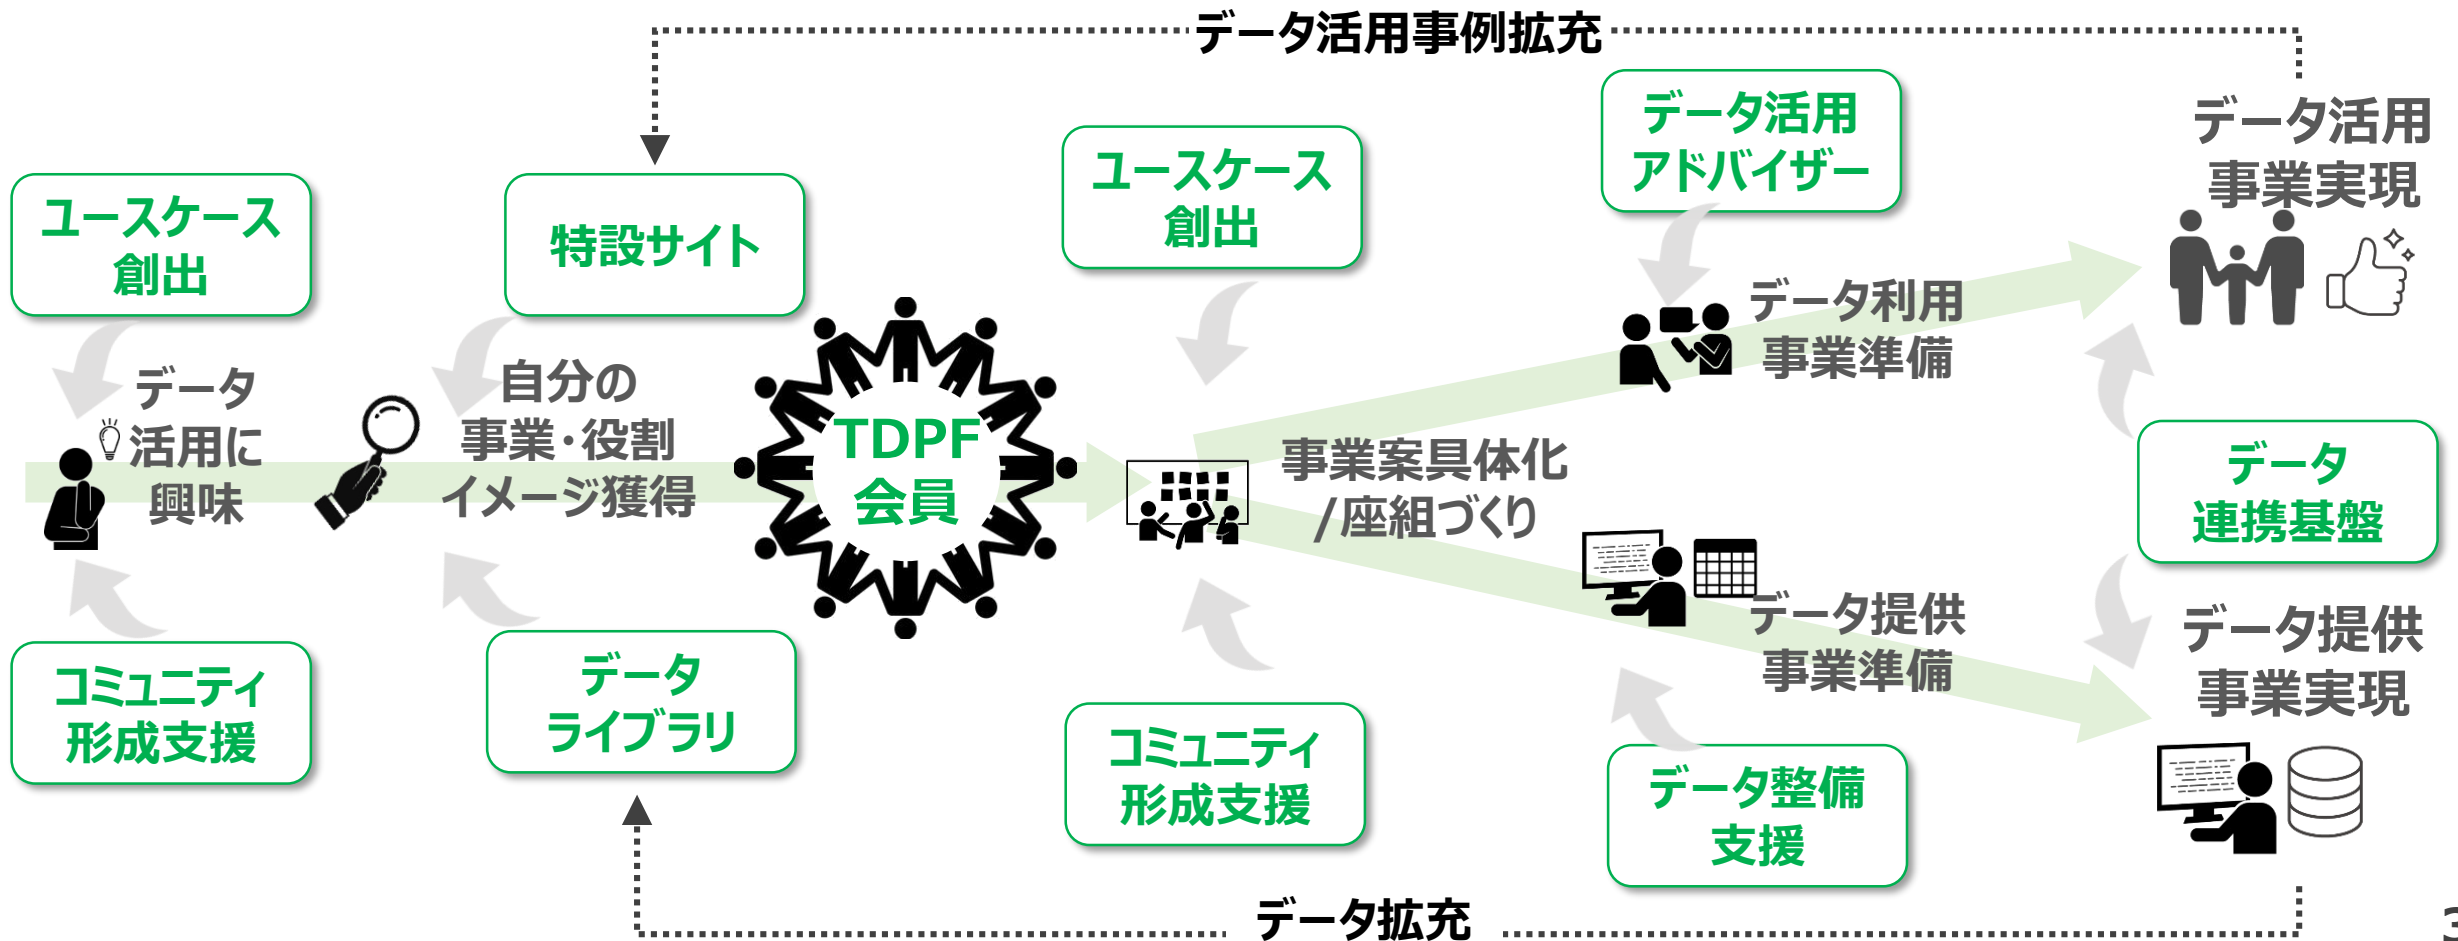 データ活用事例拡充
ユースケース
創出
特設サイト
ユースケース
創出
データ活用
アドバイザー
データ活用
事業実現
データ
活用に
興味
自分の
事業・役割
イメージ獲得
TDPF
会員
事業案具体化
/座組づくり
データ利用
事業準備
データ提供
事業準備
データ
連携基盤
データ提供
事業実現
コミュニティ
形成支援
データ
ライブラリ
コミュニティ
形成支援
データ整備
支援
データ拡充